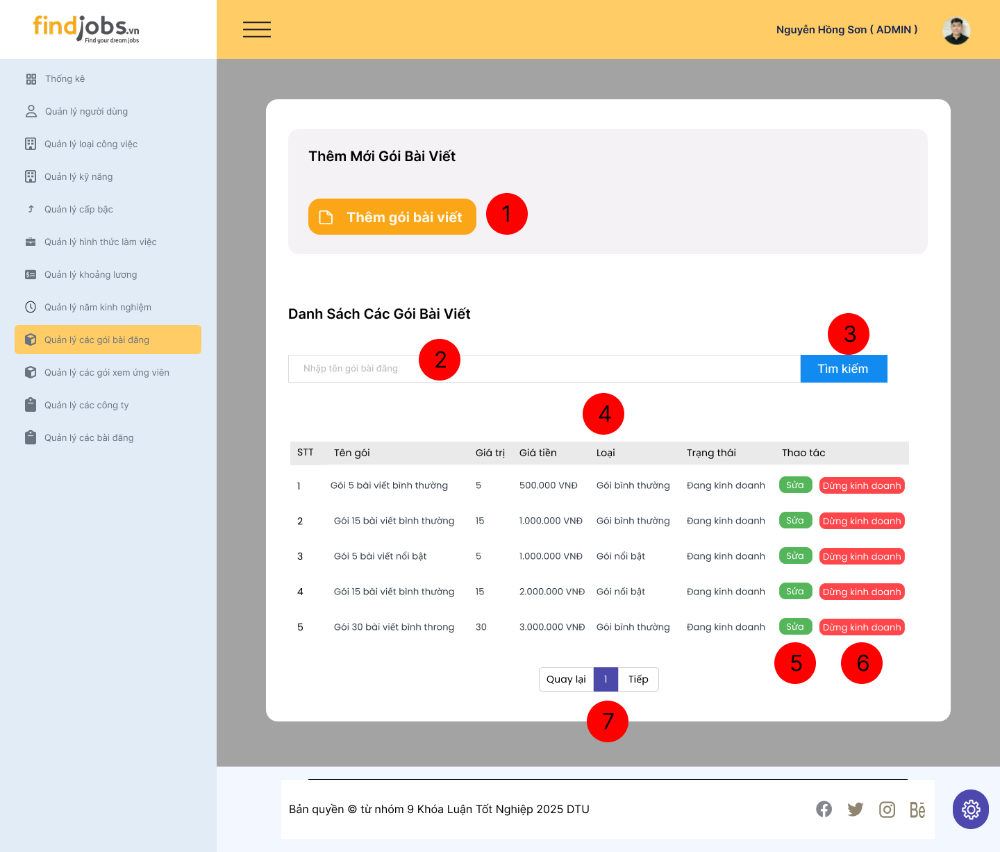 findjobs.vn
Find your dream jobs
Nguyễn Hồng Sơn ( ADMIN )
Thống kê
Quản lý người dùng
Quản lý loại công việc
Quản lý kỹ năng
Quản lý cấp bậc
Quản lý hình thức làm việc
Quản lý khoảng lương
Quản lý năm kinh nghiệm
Quản lý các gói bài đăng
Quản lý các gói xem ứng viên
Quản lý các công ty
Quản lý các bài đăng
Thêm Mới Gói Bài Viết
Thêm gói bài viết
1
Danh Sách Các Gói Bài Viết
3
Nhập tên gói bài đăng
2
Tìm kiếm
4
STT Tên gói Giá trị Giá tiền Loại Trạng thái Thao tác
1 Gói 5 bài viết bình thường 5 500.000 VNĐ Gói bình thường Đang kinh doanh Sửa Dừng kinh doanh
2 Gói 15 bài viết bình thường 15 1.000.000 VNĐ Gói bình thường Đang kinh doanh Sửa Dừng kinh doanh
3 Gói 5 bài viết nổi bật 5 1.000.000 VNĐ Gói nổi bật Đang kinh doanh Sửa Dừng kinh doanh
4 Gói 15 bài viết bình thường 15 2.000.000 VNĐ Gói nổi bật Đang kinh doanh Sửa Dừng kinh doanh
5 Gói 30 bài viết bình throng 30 3.000.000 VNĐ Gói bình thường Đang kinh doanh Sửa Dừng kinh doanh
5 6
Quay lại 1 Tiếp
7
Bản quyền © từ nhóm 9 Khóa Luận Tốt Nghiệp 2025 DTU